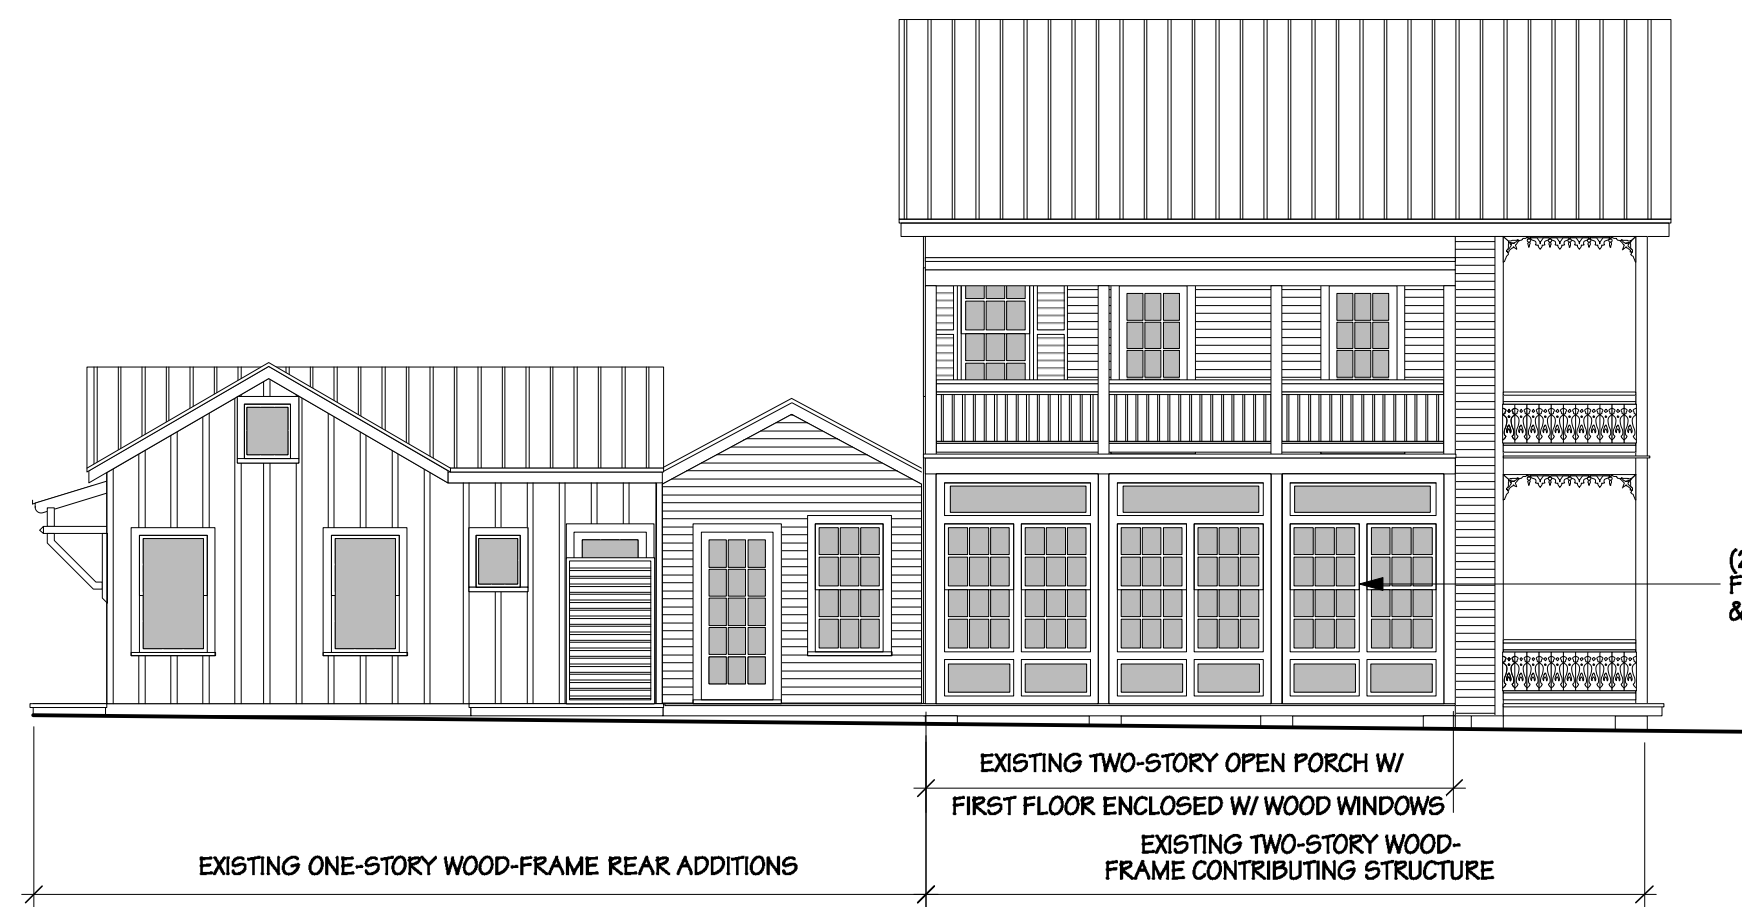 (2
F
&
EXISTING TWO-STORY OPEN PORCH W/
FIRST FLOOR ENCLOSED W/ WOOD WINDOWS
EXISTING TWO-STORY WOOD-
FRAME CONTRIBUTING STRUCTURE
EXISTING ONE-STORY WOOD-FRAME REAR ADDITIONS